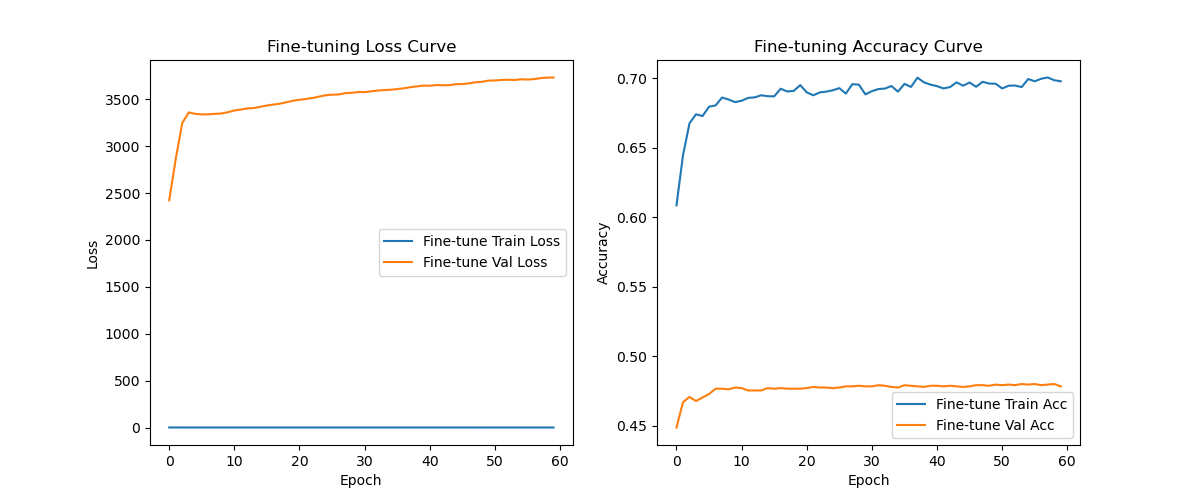 Fine-tuning Loss Curve
Loss
3500
3000
2500
2000
1500
1000
500
0
Fine-tune Train Loss
Fine-tune Val Loss
0 10 20 30 40 50 60
Epoch
Fine-tuning Accuracy Curve
Accuracy
0.70
0.65
0.60
0.55
0.50
0.45
Fine-tune Train Acc
Fine-tune Val Acc
0 10 20 30 40 50 60
Epoch